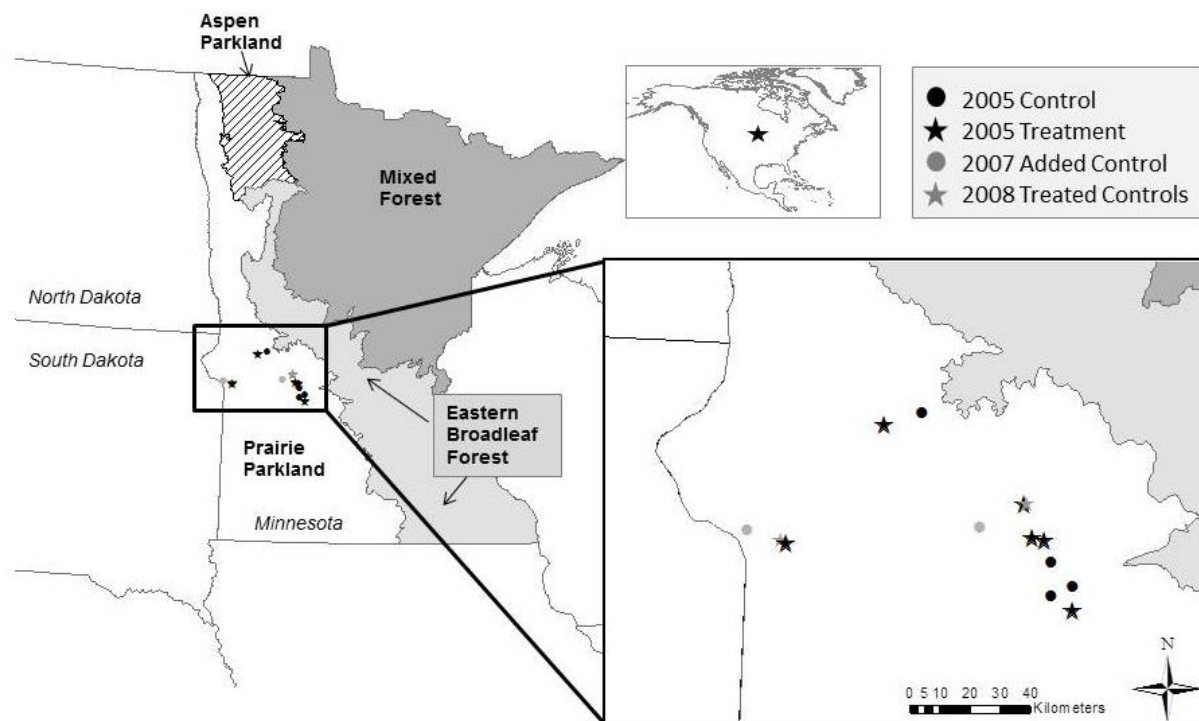 Aspen
Parkland
Mixed
Forest
2005 Control
2005 Treatment
2007 Added Control
2008 Treated Controls
North Dakota
South Dakota
Prairie
Parkland
Eastern
Broadleaf
Forest
Minnesota
N
0 5 10 20 30 40
Kilometers